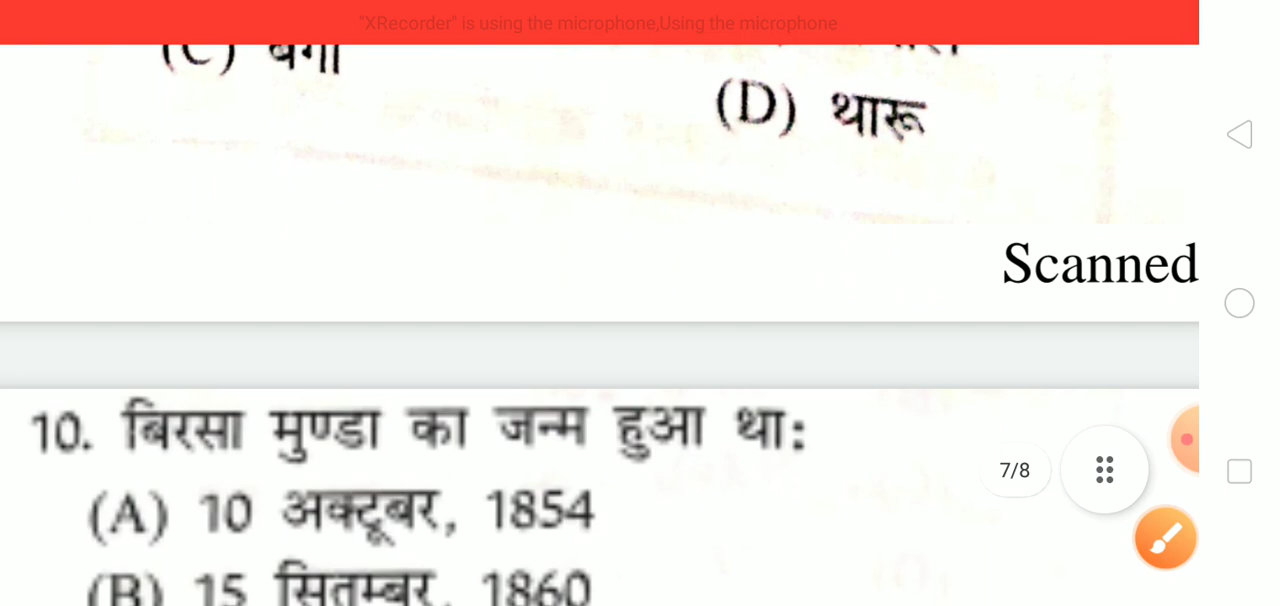 "XRecorder" is using the microphone,Using the microphone
(C) बैगा
(D) थारू
Scanned
10. बिरसा मुण्डा का जन्म हुआ था:
7/8
(A) 10 अक्टूबर, 1854
(B) 15 सितम्बर, 1860